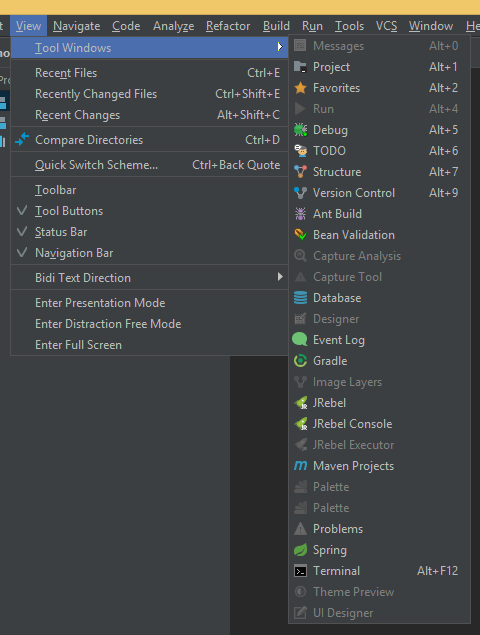 View Navigate Code Analyze Refactor Build Run Tools VCS Window He
Tool Windows
Recent Files Ctrl+E
Recently Changed Files Ctrl+Shift+E
Recent Changes Alt+Shift+C
Compare Directories Ctrl+D
Quick Switch Scheme... Ctrl+Back Quote
Toolbar
Tool Buttons
Status Bar
Navigation Bar
Bidi Text Direction
Enter Presentation Mode
Enter Distraction Free Mode
Enter Full Screen
Messages Alt+0
Project Alt+1
Favorites Alt+2
Run Alt+4
Debug Alt+5
TODO Alt+6
Structure Alt+7
Version Control Alt+9
Ant Build
Bean Validation
Capture Analysis
Capture Tool
Database
Designer
Event Log
Gradle
Image Layers
JRebel
JRebel Console
JRebel Executor
Maven Projects
Palette
Palette
Problems
Spring
Terminal Alt+F12
Theme Preview
UI Designer